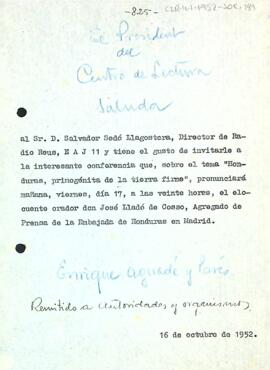 -825-
El President
del
Centro de Lectura
Saluda
al Sr. D. Salvador Sedó Llagostera, Director de Ra-
dio Reus, E A J 11 y tiene el gusto de invitarle a
la interesante conferencia que, sobre el tema "Hon-
duras, primogénita de la tierra firme", pronunciará
mañana, viernes, día 17, a las veinte horas, el elo-
cuente orador don José Lladó de Cosso, Agregado de
Prensa de la Embajada de Honduras en Madrid.
Enrique Aguadé y Parés
Remitido a autoridades y organismos
16 de octubre de 1952.